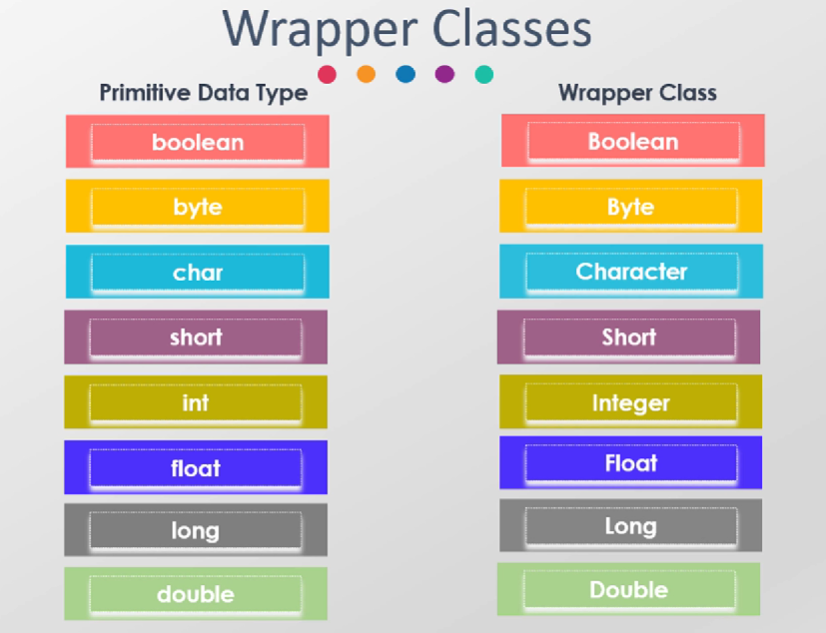 Wrapper Classes
Primitive Data Type
Wrapper Class
boolean
Boolean
byte
Byte
char
Character
short
Short
int
Integer
float
Float
long
Long
double
Double